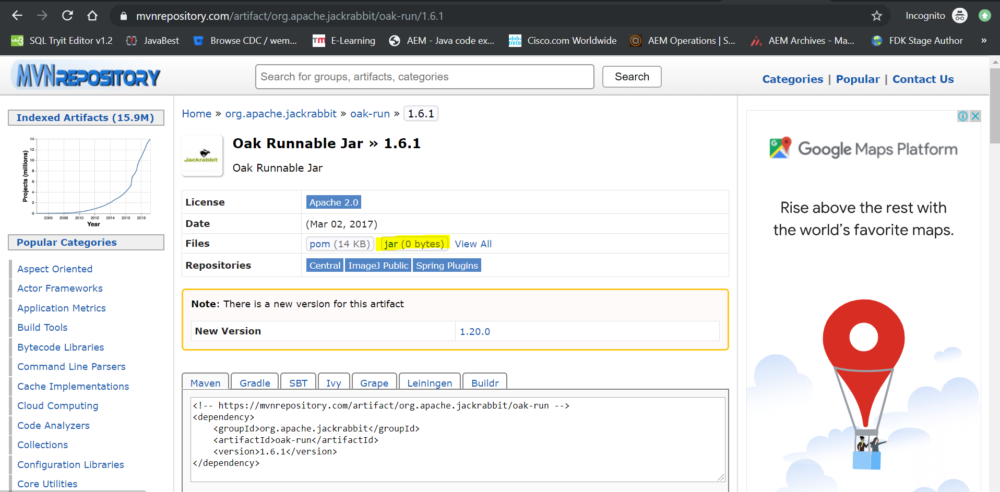 mvnrepository.com/artifact/org.apache.jackrabbit/oak-run/1.6.1
Incognito
SQL Tryit Editor v1.2
JavaBest
Browse CDC / wem...
E-Learning
AEM - Java code ex...
Cisco.com Worldwide
AEM Operations | S...
AEM Archives - Ma...
FDK Stage Author
»
MVNREPOSITORY
Search for groups, artifacts, categories
Search
Categories | Popular | Contact Us
Indexed Artifacts (15.9M)
Projects (millions)
14
12
10
8
6
4
2
0
2006 2008 2010 2012 2014 2016 2018
Year
Popular Categories
Aspect Oriented
Actor Frameworks
Application Metrics
Build Tools
Bytecode Libraries
Command Line Parsers
Cache Implementations
Cloud Computing
Code Analyzers
Collections
Configuration Libraries
Core Utilities
Home » org.apache.jackrabbit » oak-run » 1.6.1
Jackrabbit
Oak Runnable Jar » 1.6.1
Oak Runnable Jar
License Apache 2.0
Date (Mar 02, 2017)
Files pom (14 KB) jar (0 bytes) View All
Repositories Central ImageJ Public Spring Plugins
Note: There is a new version for this artifact
New Version 1.20.0
Maven Gradle SBT Ivy Grape Leiningen Buildr
<!-- https://mvnrepository.com/artifact/org.apache.jackrabbit/oak-run -->
<dependency>
    <groupId>org.apache.jackrabbit</groupId>
    <artifactId>oak-run</artifactId>
    <version>1.6.1</version>
</dependency>
Google Maps Platform
Rise above the rest with
the world's favorite maps.